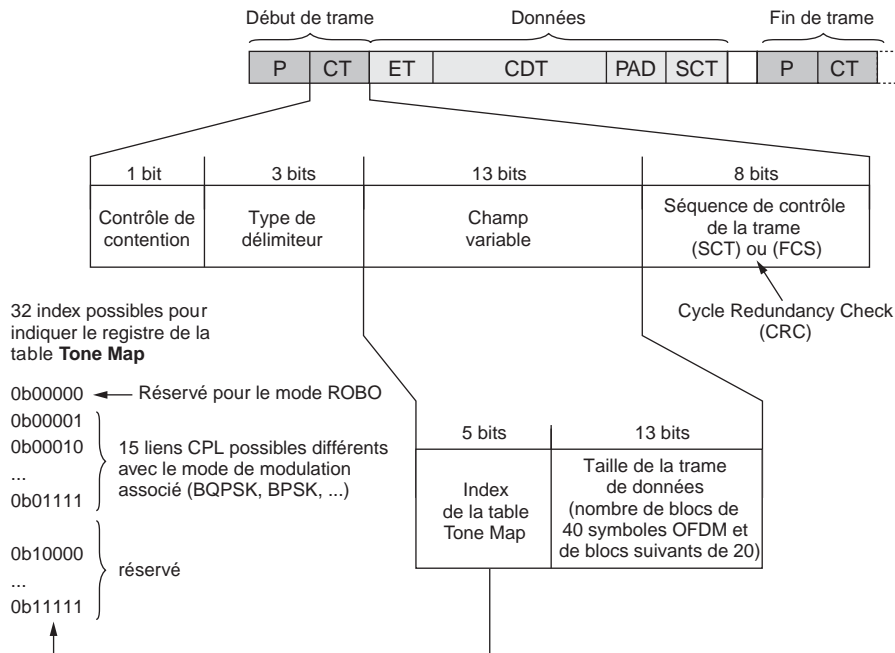 Début de trame
Données
Fin de trame
P
CT
ET
CDT
PAD
SCT
P
CT
1 bit
3 bits
13 bits
8 bits
Contrôle de
contention
Type de
délimiteur
Champ
variable
Séquence de contrôle
de la trame
(SCT) ou (FCS)
Cycle Redundancy Check
(CRC)
32 index possibles pour
indiquer le registre de la
table Tone Map
0b00000
Réservé pour le mode ROBO
0b00001
0b00010
...
0b01111
15 liens CPL possibles différents
avec le mode de modulation
associé (BQPSK, BPSK, ...)
0b10000
...
0b11111
réservé
5 bits
13 bits
Index
de la table
Tone Map
Taille de la trame
de données
(nombre de blocs de
40 symboles OFDM et
de blocs suivants de 20)